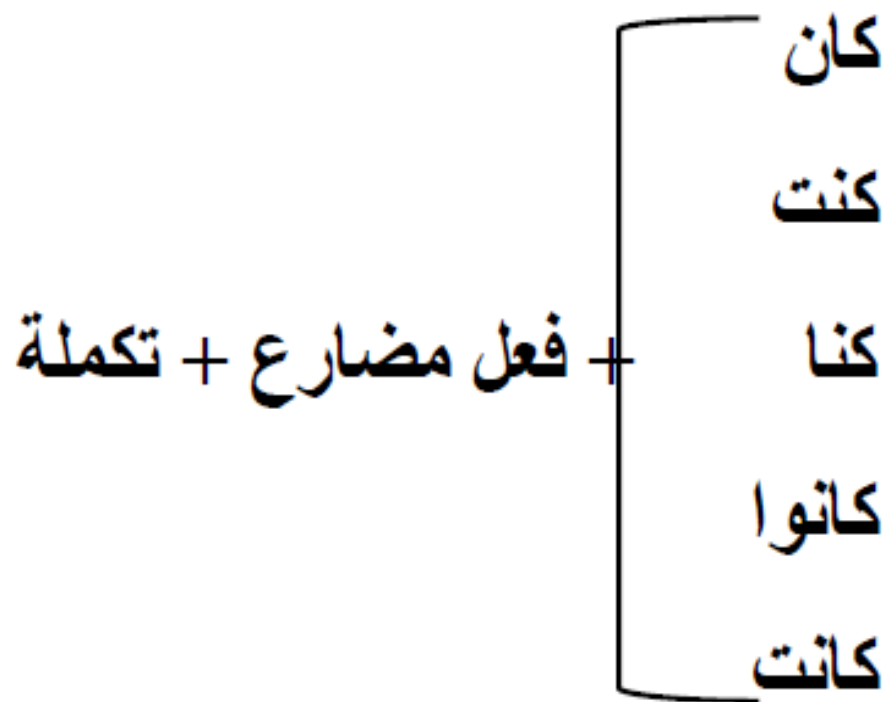 كان
كنت
كنا + فعل مضارع + تكملة
كانوا
كانت